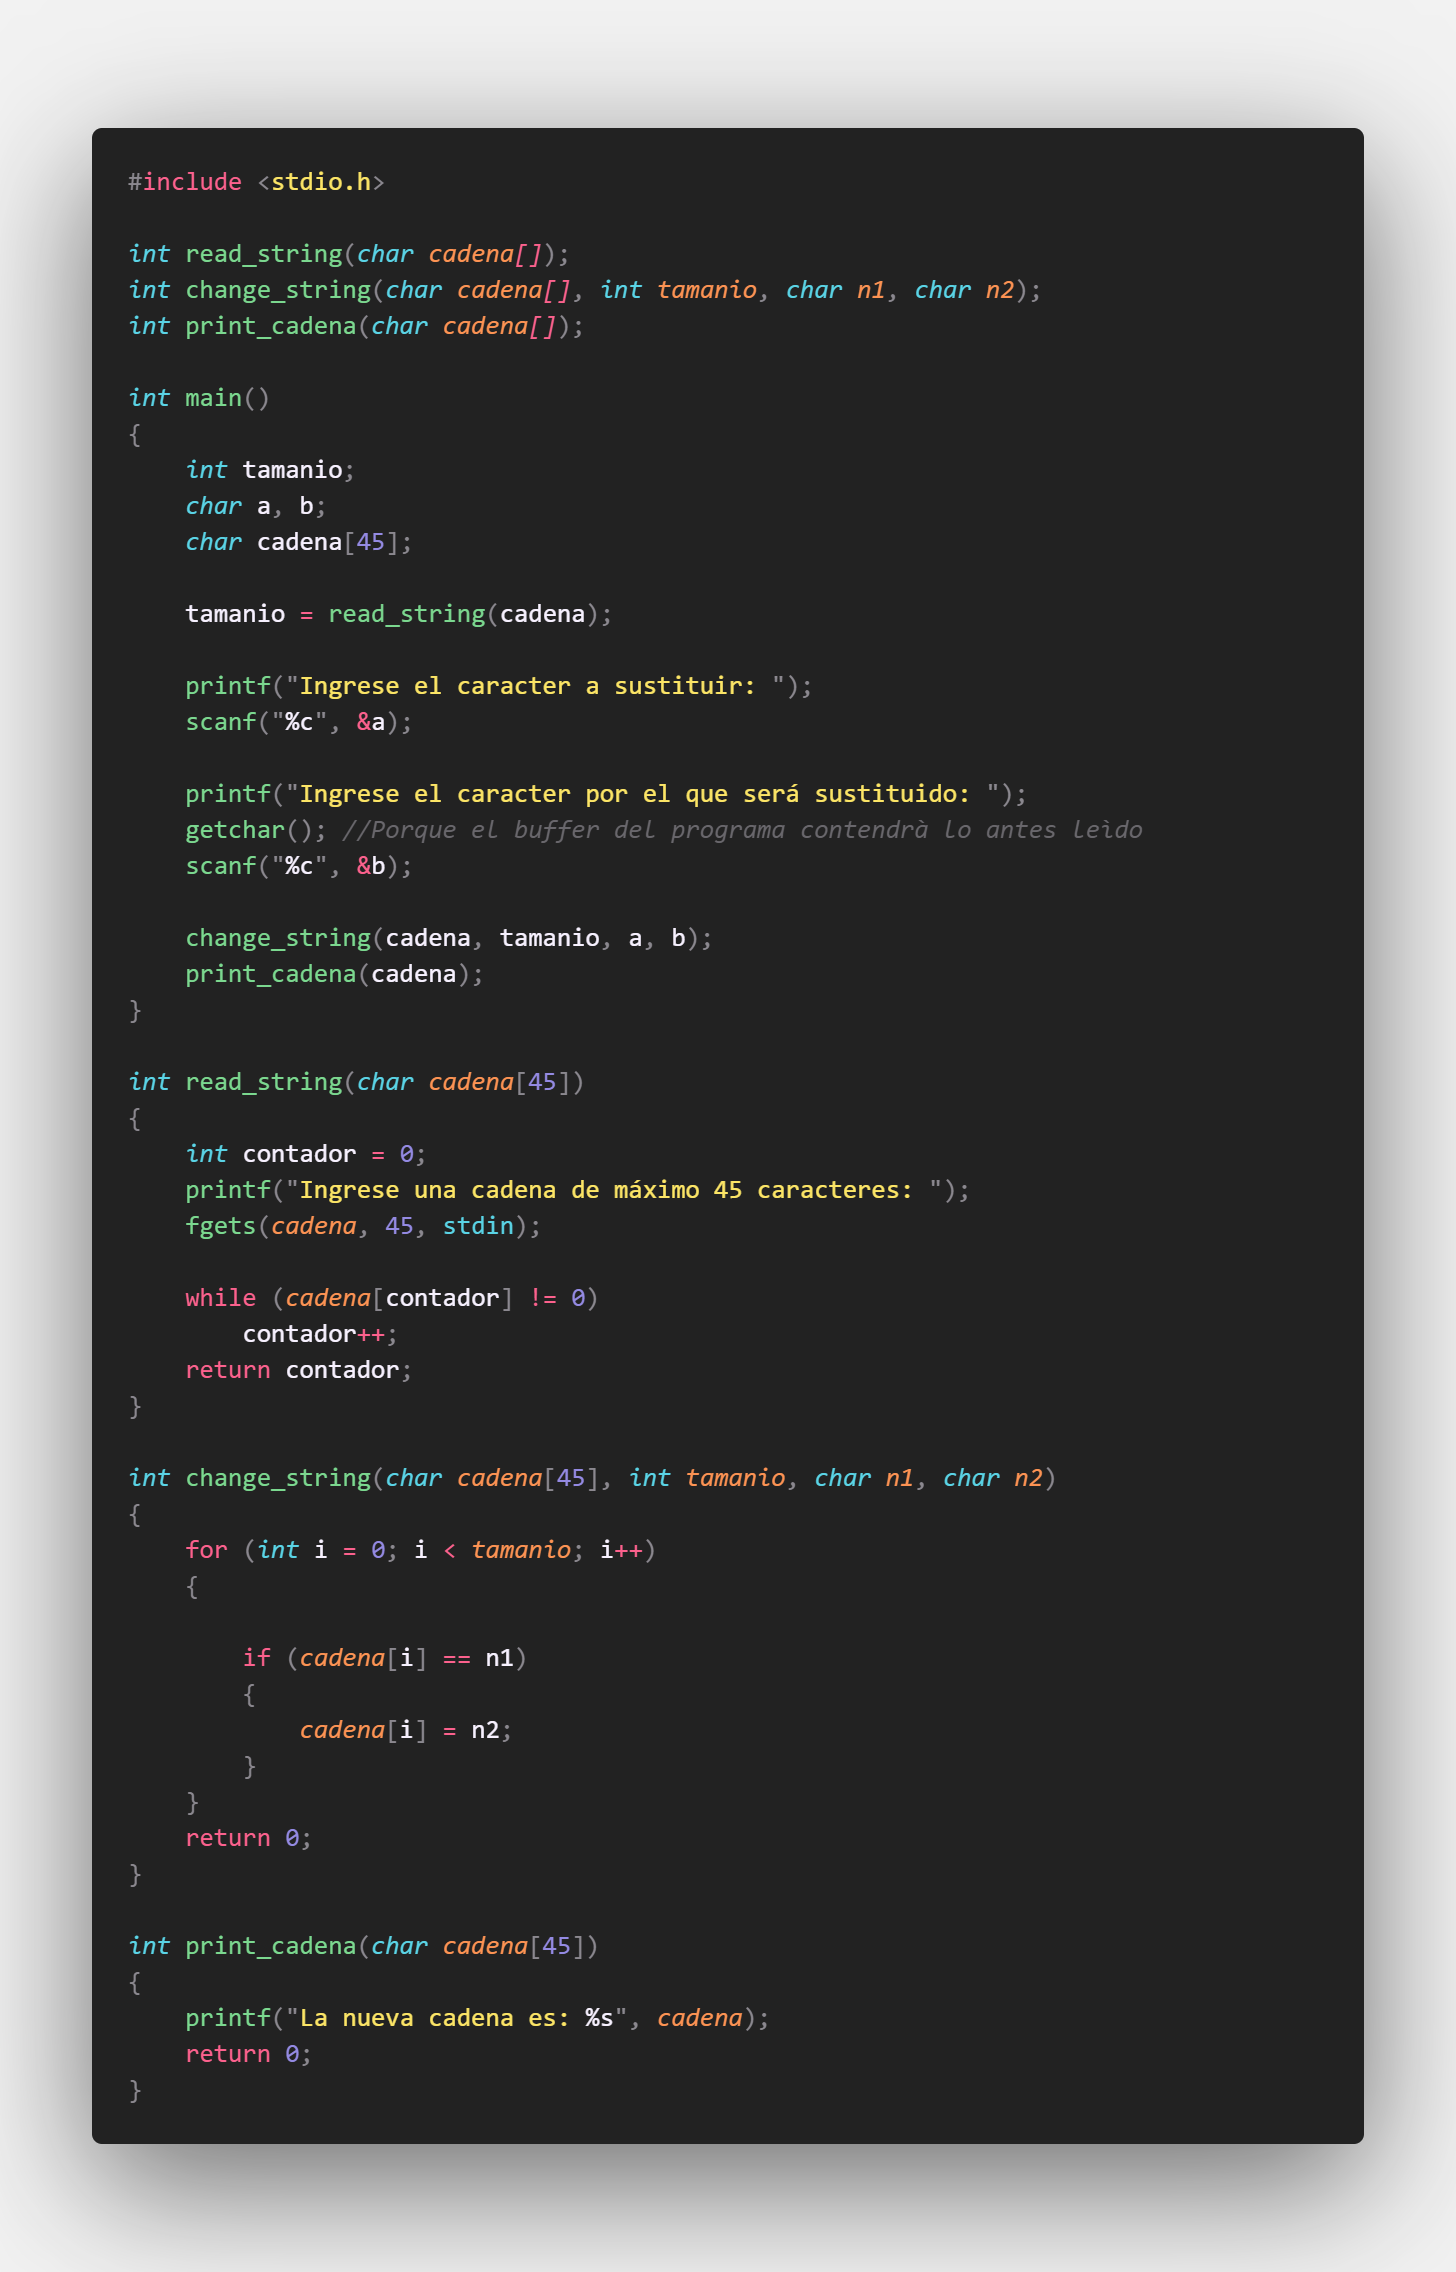 #include <stdio.h>

int read_string(char cadena[]);
int change_string(char cadena[], int tamanio, char n1, char n2);
int print_cadena(char cadena[]);

int main()
{
    int tamanio;
    char a, b;
    char cadena[45];

    tamanio = read_string(cadena);

    printf("Ingrese el caracter a sustituir: ");
    scanf("%c", &a);

    printf("Ingrese el caracter por el que será sustituido: ");
    getchar(); //Porque el buffer del programa contendrà lo antes leìdo
    scanf("%c", &b);

    change_string(cadena, tamanio, a, b);
    print_cadena(cadena);
}

int read_string(char cadena[45])
{
    int contador = 0;
    printf("Ingrese una cadena de máximo 45 caracteres: ");
    fgets(cadena, 45, stdin);

    while (cadena[contador] != 0)
        contador++;
    return contador;
}

int change_string(char cadena[45], int tamanio, char n1, char n2)
{
    for (int i = 0; i < tamanio; i++)
    {

        if (cadena[i] == n1)
        {
            cadena[i] = n2;
        }
    }
    return 0;
}

int print_cadena(char cadena[45])
{
    printf("La nueva cadena es: %s", cadena);
    return 0;
}